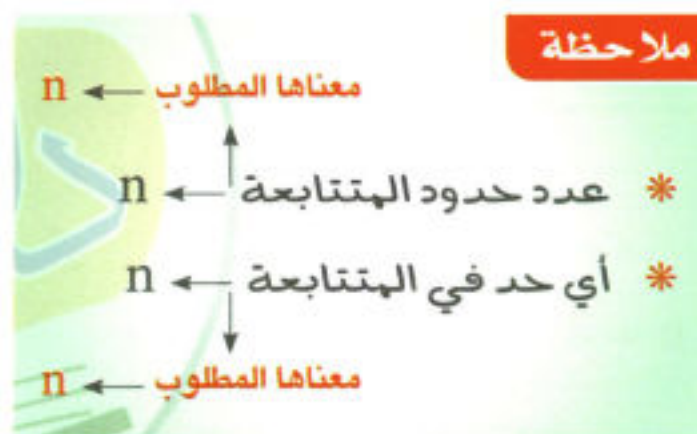 ملاحظة
معناها المطلوب ← n
* عدد حدود المتتابعة ← n
* أي حد في المتتابعة ← n
معناها المطلوب ← n